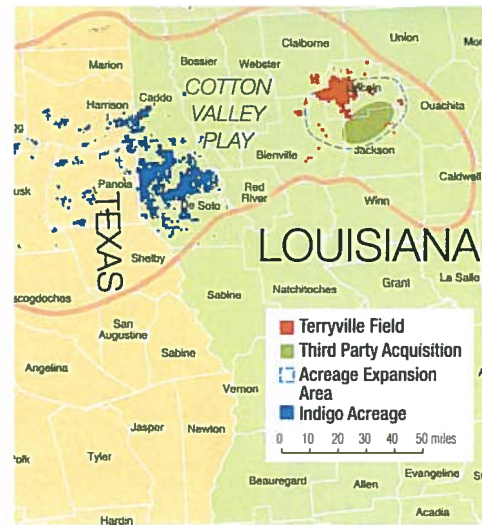 Union
Claiborne
Marion
Bossier
Webster
COTTON
VALLEY
PLAY
Harrison
Caddo
Lincoln
Ouachita
Bienville
Jackson
Panola
Caldwell
Red
River
Winn
De Soto
TEXAS
LOUISIANA
Shelby
Sabine
Natchitoches
Grant
La Salle
San
Augustine
Angelina
Sabine
Vernon
Jasper
Newton
Tyler
Hardin
Beauregard
Allen
Evangeline
Acadia
Terryville Field
Third Party Acquisition
Acreage Expansion
Area
Indigo Acreage
0 10 20 30 50 miles